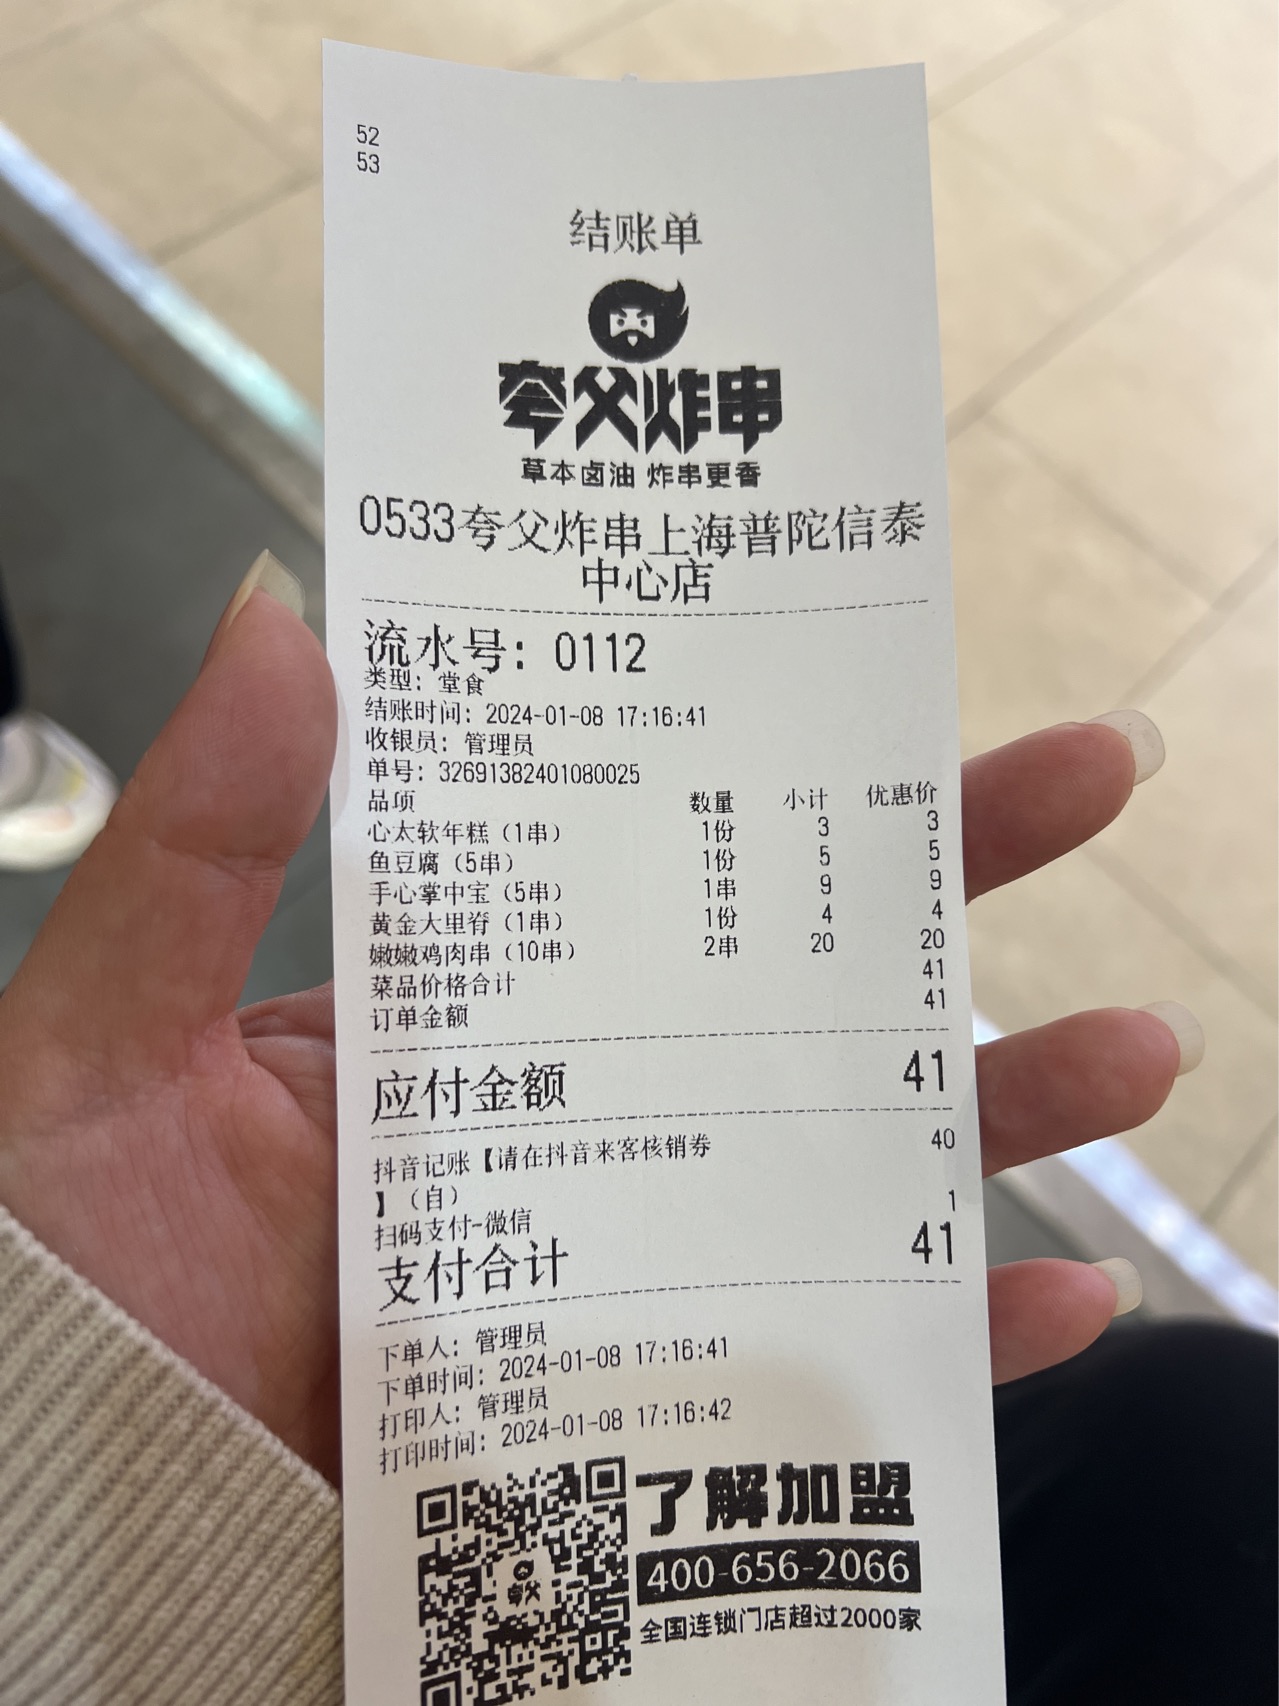 52
53
结账单
夸父炸串
草本卤油 炸串更香
0533夸父炸串上海普陀信泰
中心店
流水号: 0112
类型: 堂食
结账时间: 2024-01-08 17:16:41
收银员: 管理员
单号: 32691382401080025
品项 数量 小计 优惠价
心太软年糕(1串) 1份 3 3
鱼豆腐(5串) 1份 5 5
手心掌中宝(5串) 1串 9 9
黄金大里脊(1串) 1份 4 4
嫩嫩鸡肉串(10串) 2串 20 20
菜品价格合计 41
订单金额 41
应付金额 41
抖音记账【请在抖音来客核销券 40
】(自)
扫码支付-微信 1
支付合计 41
下单人: 管理员
下单时间: 2024-01-08 17:16:41
打印人: 管理员
打印时间: 2024-01-08 17:16:42
了解加盟
400-656-2066
全国连锁门店超过2000家
夸父